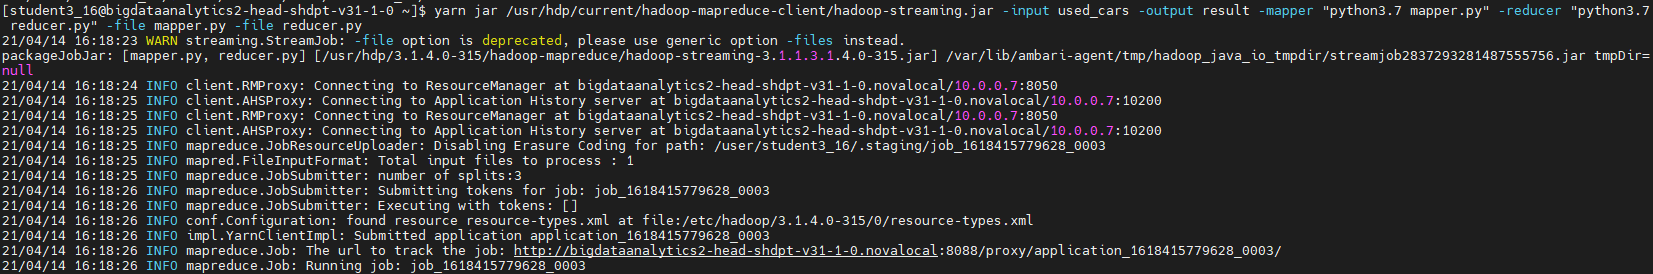 [student3_16@bigdataanalytics2-head-shdpt-v31-1-0 ~]$ yarn jar /usr/hdp/current/hadoop-mapreduce-client/hadoop-streaming.jar -input used_cars -output result -mapper "python3.7 mapper.py" -reducer "python3.7
reducer.py" -file mapper.py -file reducer.py
21/04/14 16:18:23 WARN streaming.StreamJob: -file option is deprecated, please use generic option -files instead.
packageJobJar: [mapper.py, reducer.py] [/usr/hdp/3.1.4.0-315/hadoop-mapreduce/hadoop-streaming-3.1.1.3.1.4.0-315.jar] /var/lib/ambari-agent/tmp/hadoop_java_io_tmpdir/streamjob2837293281487555756.jar tmpDir=
null
21/04/14 16:18:24 INFO client.RMProxy: Connecting to ResourceManager at bigdataanalytics2-head-shdpt-v31-1-0.novalocal/10.0.0.7:8050
21/04/14 16:18:25 INFO client.AHSProxy: Connecting to Application History server at bigdataanalytics2-head-shdpt-v31-1-0.novalocal/10.0.0.7:10200
21/04/14 16:18:25 INFO client.RMProxy: Connecting to ResourceManager at bigdataanalytics2-head-shdpt-v31-1-0.novalocal/10.0.0.7:8050
21/04/14 16:18:25 INFO client.AHSProxy: Connecting to Application History server at bigdataanalytics2-head-shdpt-v31-1-0.novalocal/10.0.0.7:10200
21/04/14 16:18:25 INFO mapreduce.JobResourceUploader: Disabling Erasure Coding for path: /user/student3_16/.staging/job_1618415779628_0003
21/04/14 16:18:25 INFO mapred.FileInputFormat: Total input files to process : 1
21/04/14 16:18:25 INFO mapreduce.JobSubmitter: number of splits:3
21/04/14 16:18:26 INFO mapreduce.JobSubmitter: Submitting tokens for job: job_1618415779628_0003
21/04/14 16:18:26 INFO mapreduce.JobSubmitter: Executing with tokens: []
21/04/14 16:18:26 INFO conf.Configuration: found resource resource-types.xml at file:/etc/hadoop/3.1.4.0-315/0/resource-types.xml
21/04/14 16:18:26 INFO impl.YarnClientImpl: Submitted application application_1618415779628_0003
21/04/14 16:18:26 INFO mapreduce.Job: The url to track the job: http://bigdataanalytics2-head-shdpt-v31-1-0.novalocal:8088/proxy/application_1618415779628_0003/
21/04/14 16:18:26 INFO mapreduce.Job: Running job: job_1618415779628_0003